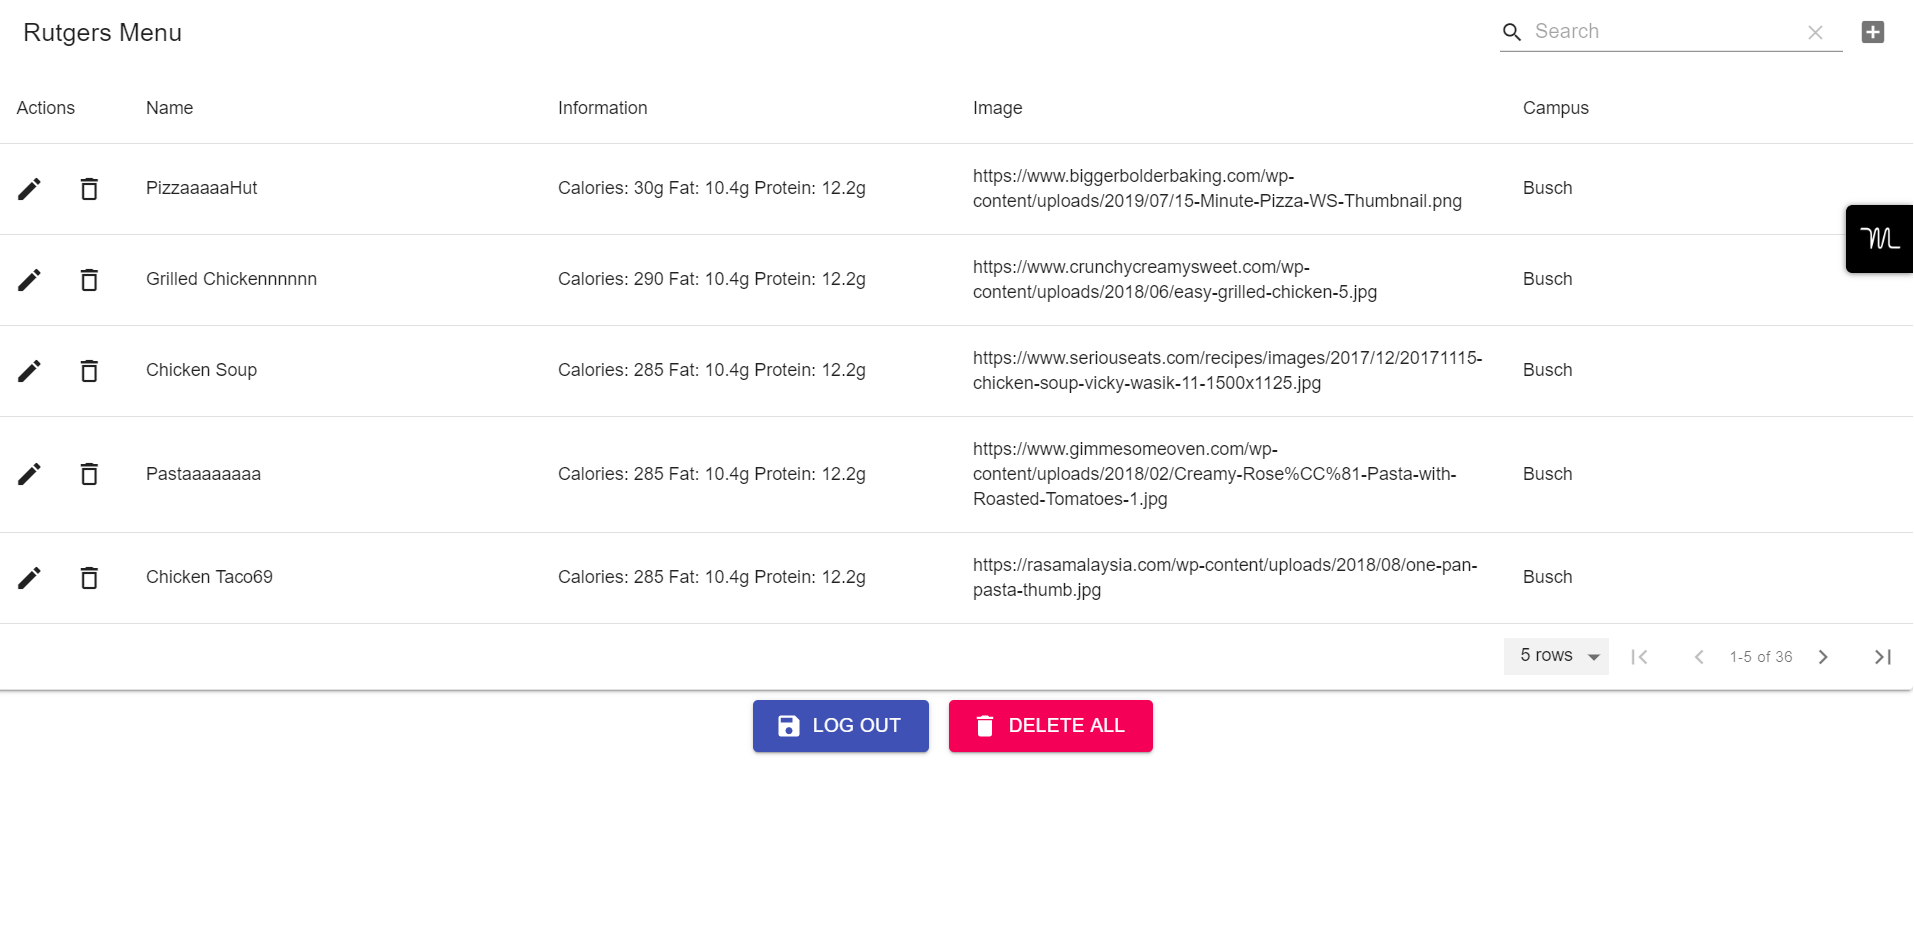 Rutgers Menu
Search
Actions Name Information Image Campus
PizzaaaaaHut Calories: 30g Fat: 10.4g Protein: 12.2g https://www.biggerbolderbaking.com/wp-
content/uploads/2019/07/15-Minute-Pizza-WS-Thumbnail.png Busch
Grilled Chickennnnnn Calories: 290 Fat: 10.4g Protein: 12.2g https://www.crunchycreamysweet.com/wp-
content/uploads/2018/06/easy-grilled-chicken-5.jpg Busch
Chicken Soup Calories: 285 Fat: 10.4g Protein: 12.2g https://www.seriouseats.com/recipes/images/2017/12/20171115-
chicken-soup-vicky-wasik-11-1500x1125.jpg Busch
Pastaaaaaaaa Calories: 285 Fat: 10.4g Protein: 12.2g https://www.gimmesomeoven.com/wp-
content/uploads/2018/02/Creamy-Rose%CC%81-Pasta-with-
Roasted-Tomatoes-1.jpg Busch
Chicken Taco69 Calories: 285 Fat: 10.4g Protein: 12.2g https://rasamalaysia.com/wp-content/uploads/2018/08/one-pan-
pasta-thumb.jpg Busch
5 rows 1-5 of 36
LOG OUT DELETE ALL